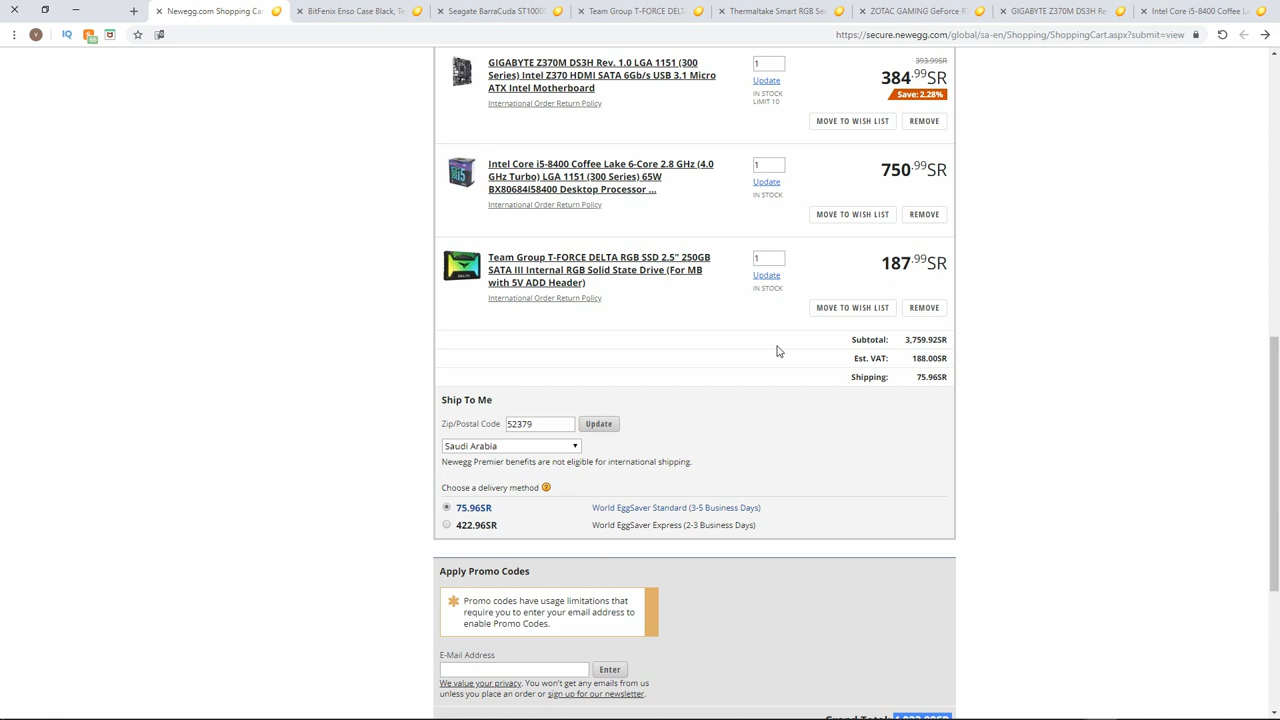 Newegg.com Shopping Ca
BitFenix Enso Case Black, Te
Seagate BarraCuda ST1000
Team Group T-FORCE DELT
Thermaltake Smart RGB Se
ZOTAC GAMING GeForce R
GIGABYTE Z370M DS3H Re
Intel Core i5-8400 Coffee L
https://secure.newegg.com/global/sa-en/Shopping/ShoppingCart.aspx?submit=view
GIGABYTE Z370M DS3H Rev. 1.0 LGA 1151 (300
Series) Intel Z370 HDMI SATA 6Gb/s USB 3.1 Micro
ATX Intel Motherboard
International Order Return Policy
1
Update
IN STOCK
LIMIT 10
393.99SR
384.99SR
Save: 2.28%
MOVE TO WISH LIST
REMOVE
Intel Core i5-8400 Coffee Lake 6-Core 2.8 GHz (4.0
GHz Turbo) LGA 1151 (300 Series) 65W
BX80684I58400 Desktop Processor ...
International Order Return Policy
1
Update
IN STOCK
750.99SR
MOVE TO WISH LIST
REMOVE
Team Group T-FORCE DELTA RGB SSD 2.5" 250GB
SATA III Internal RGB Solid State Drive (For MB
with 5V ADD Header)
International Order Return Policy
1
Update
IN STOCK
187.99SR
MOVE TO WISH LIST
REMOVE
Subtotal: 3,759.92SR
Est. VAT: 188.00SR
Shipping: 75.96SR
Ship To Me
Zip/Postal Code 52379 Update
Saudi Arabia
Newegg Premier benefits are not eligible for international shipping.
Choose a delivery method
75.96SR World EggSaver Standard (3-5 Business Days)
422.96SR World EggSaver Express (2-3 Business Days)
Apply Promo Codes
Promo codes have usage limitations that
require you to enter your email address to
enable Promo Codes.
E-Mail Address
Enter
We value your privacy. You won't get any emails from us
unless you place an order or sign up for our newsletter.